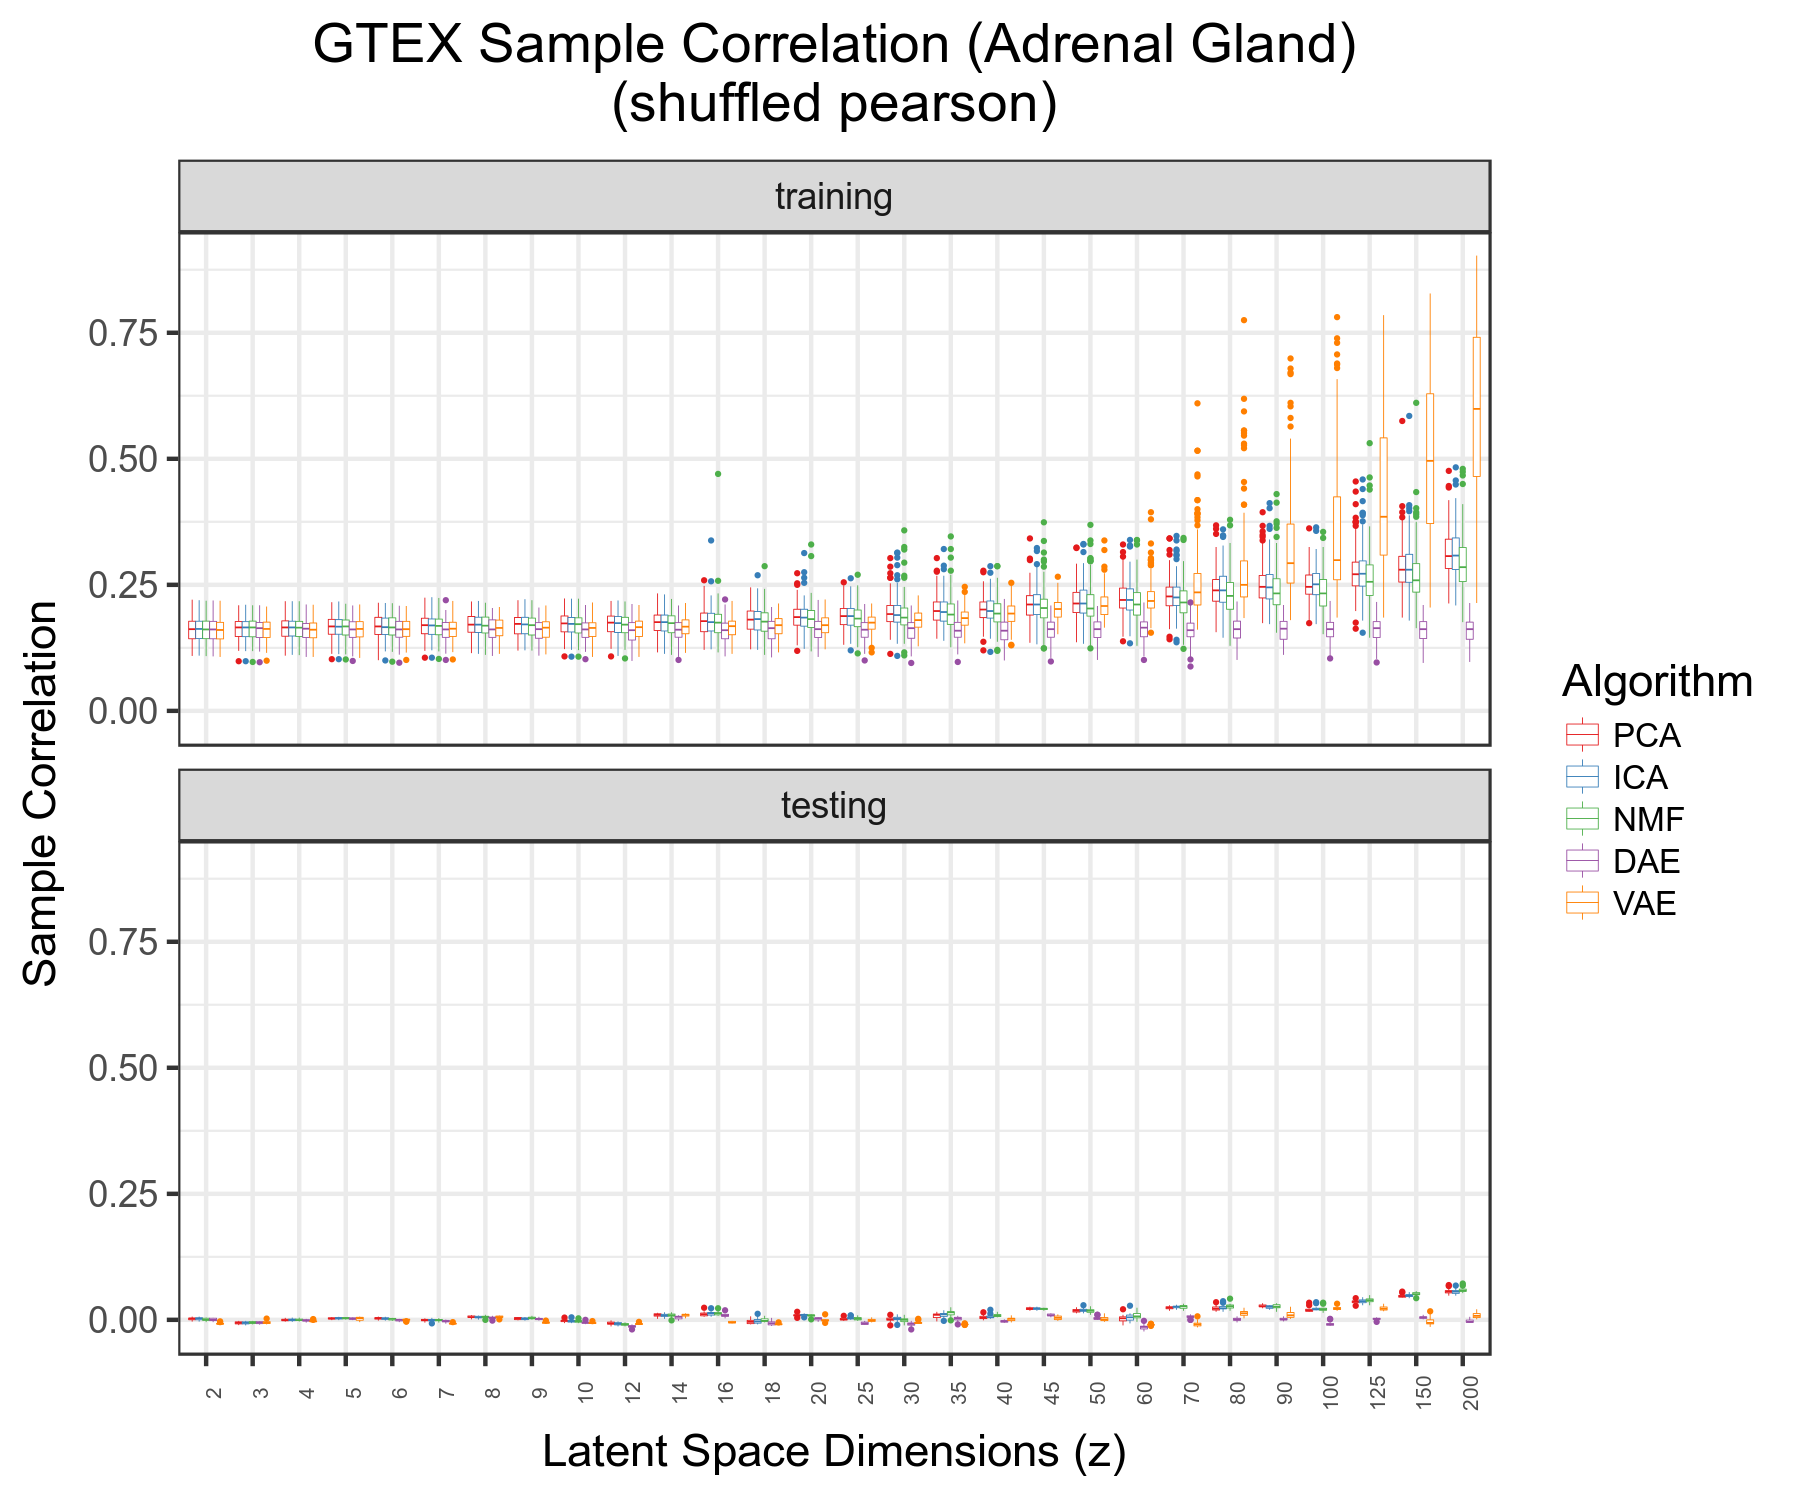 GTEX Sample Correlation (Adrenal Gland)
(shuffled pearson)
training
0.75
0.50
0.25
0.00
testing
0.75
0.50
0.25
0.00
Sample Correlation
2 3 4 5 6 7 8 9 10 12 14 16 18 20 25 30 35 40 45 50 60 70 80 90 100 125 150 200
Latent Space Dimensions (z)
Algorithm
PCA
ICA
NMF
DAE
VAE